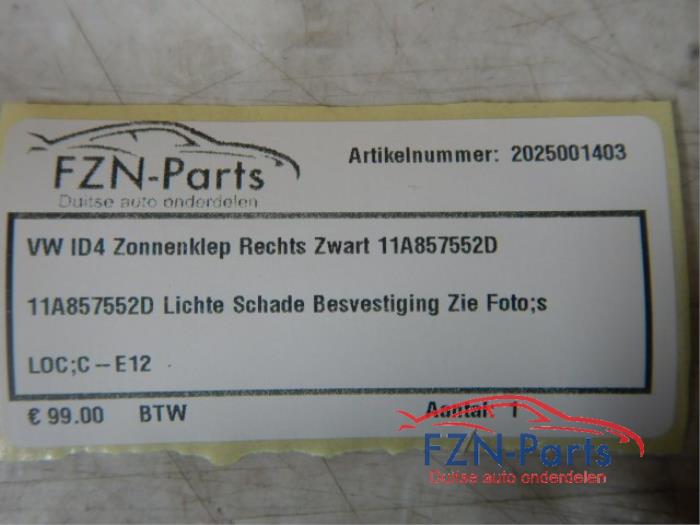 FZN-Parts
Duitse auto onderdelen
Artikelnummer: 2025001403
VW ID4 Zonnenklep Rechts Zwart 11A857552D
11A857552D Lichte Schade Besvestiging Zie Foto;s
LOC;C-E12
€ 99.00 BTW Aantal: 1
FZN-Parts
Duitse auto onderdelen